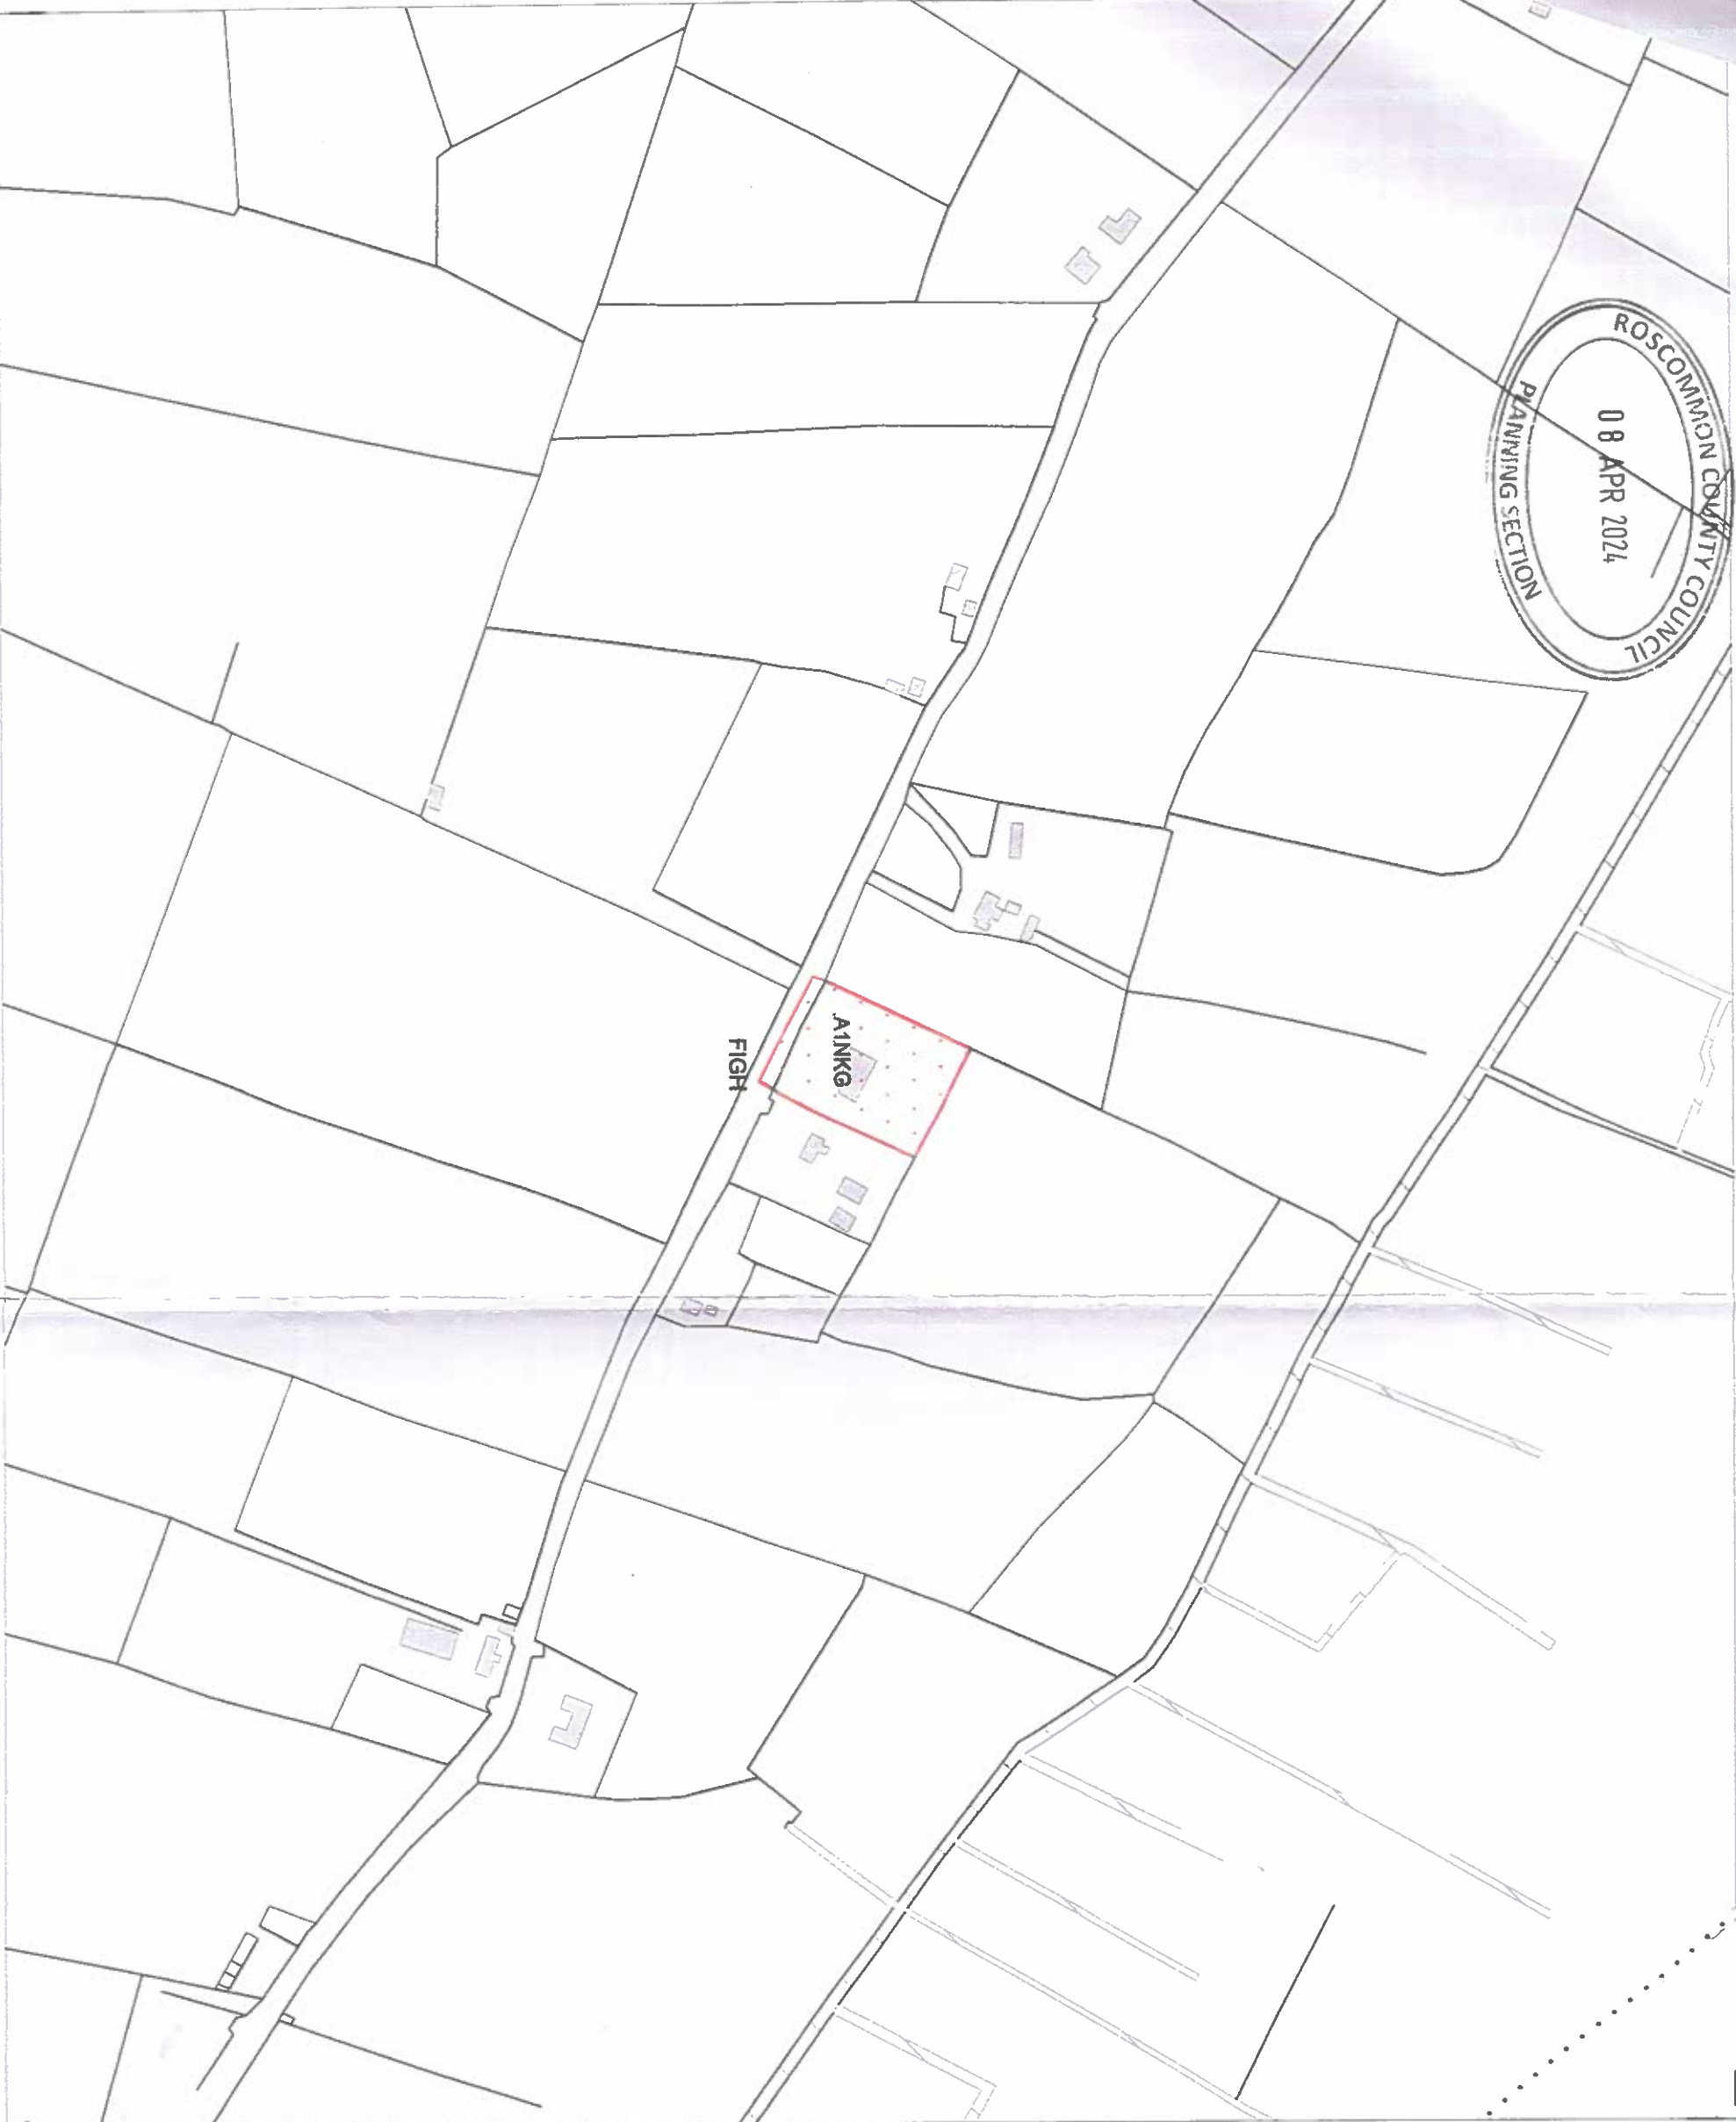 ROSCOMMON COUNTY COUNCIL
08 APR 2024
PLANNING SECTION
A1NKG
FIGH